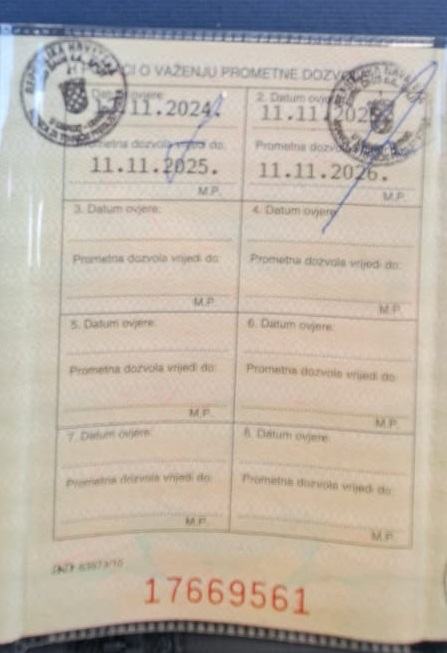 REPUBLIKA HRVATSKA
O VAŽENJU PROMETNE
1. Datum ovjere: 2. Datum ovjere:
11.11.2024. 11.11.2025
Prometna dozvola vrijedi do: Prometna dozvola vrijedi do:
11.11.2025. 11.11.2026.
M.P. M.P.
3. Datum ovjere: 4. Datum ovjere:
Prometna dozvola vrijedi do: Prometna dozvola vrijedi do:
M.P. M.P.
5. Datum ovjere: 6. Datum ovjere:
Prometna dozvola vrijedi do: Prometna dozvola vrijedi do:
M.P. M.P.
7. Datum ovjere: 8. Datum ovjere:
Prometna dozvola vrijedi do: Prometna dozvola vrijedi do:
M.P. M.P.
17669561